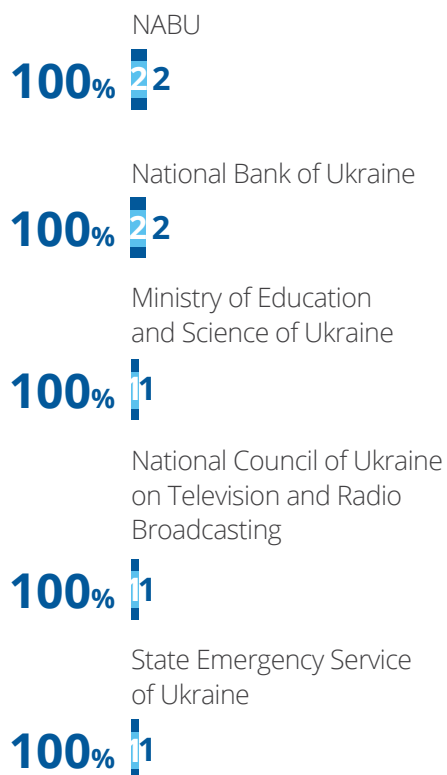 NABU
100% 2 2
National Bank of Ukraine
100% 2 2
Ministry of Education
and Science of Ukraine
100% 1 1
National Council of Ukraine
on Television and Radio
Broadcasting
100% 1 1
State Emergency Service
of Ukraine
100% 1 1